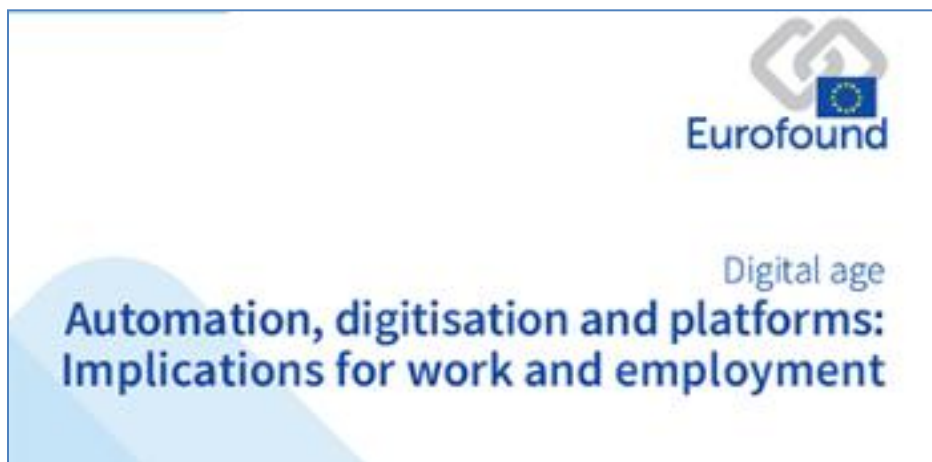 Eurofound
Digital age
Automation, digitisation and platforms:
Implications for work and employment